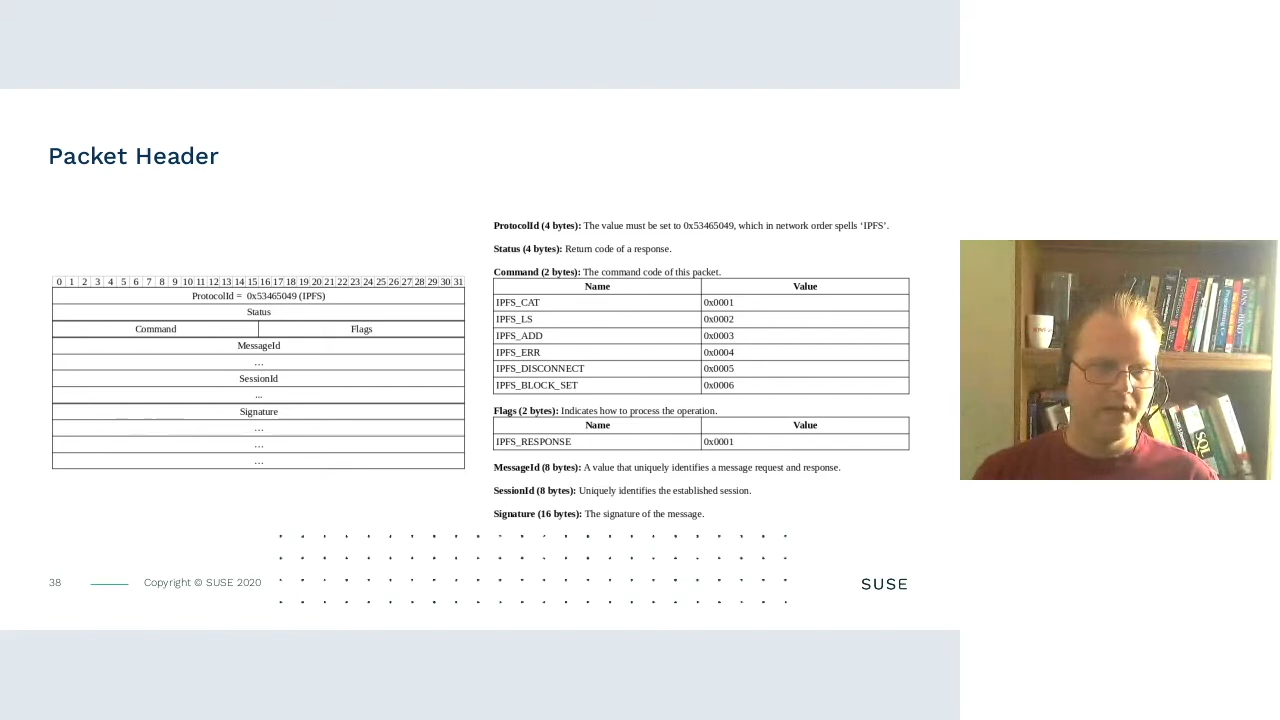 Packet Header
0 1 2 3 4 5 6 7 8 9 10 11 12 13 14 15 16 17 18 19 20 21 22 23 24 25 26 27 28 29 30 31
ProtocolId = 0x53465049 (IPFS)
Status
Command Flags
MessageId
…
SessionId
...
Signature
…
…
…
ProtocolId (4 bytes): The value must be set to 0x53465049, which in network order spells ‘IPFS’.
Status (4 bytes): Return code of a response.
Command (2 bytes): The command code of this packet.
Name Value
IPFS_CAT 0x0001
IPFS_LS 0x0002
IPFS_ADD 0x0003
IPFS_ERR 0x0004
IPFS_DISCONNECT 0x0005
IPFS_BLOCK_SET 0x0006
Flags (2 bytes): Indicates how to process the operation.
Name Value
IPFS_RESPONSE 0x0001
MessageId (8 bytes): A value that uniquely identifies a message request and response.
SessionId (8 bytes): Uniquely identifies the established session.
Signature (16 bytes): The signature of the message.
38 Copyright © SUSE 2020
SUSE
SQL